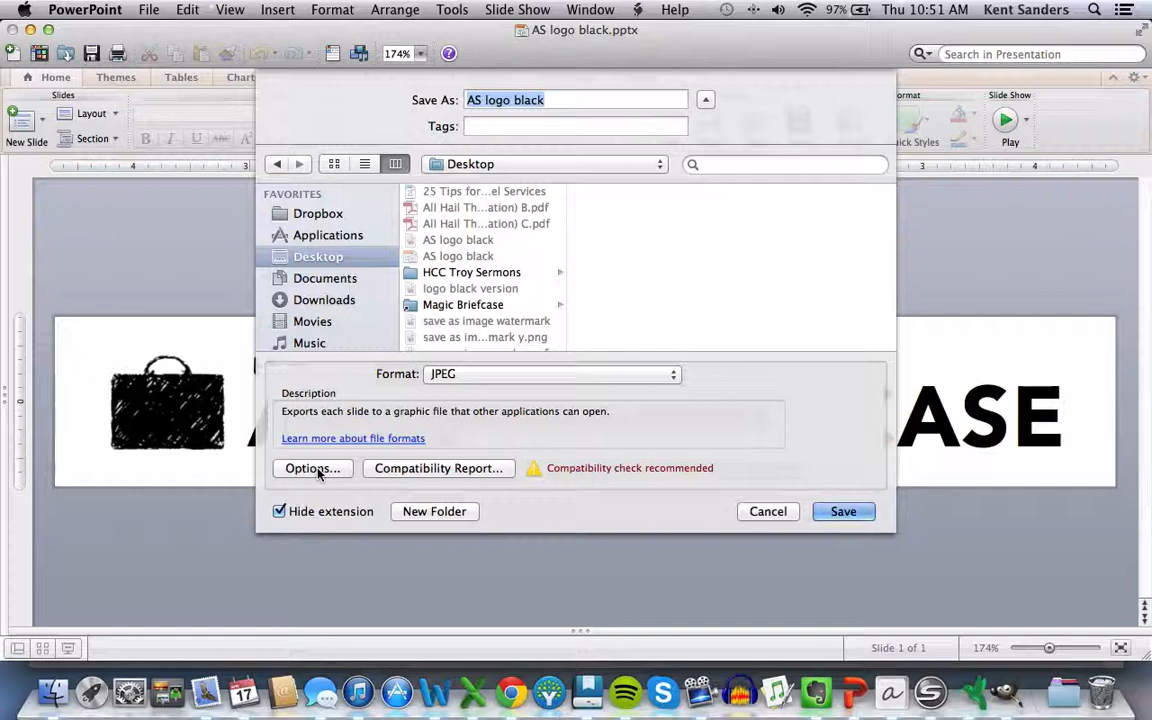 PowerPoint File Edit View Insert Format Arrange Tools Slide Show Window Help 97% Thu 10:51 AM Kent Sanders
AS logo black.pptx
174% Search in Presentation
Home Themes Tables Chart
Slides
Layout
Section
New Slide
B I U ABC
Format
Slide Show
Quick Styles
Play
Save As: AS logo black
Tags:
Desktop
FAVORITES
Dropbox
Applications
Desktop
Documents
Downloads
Movies
Music
25 Tips for...el Services
All Hail Th...ation) B.pdf
All Hail Th...ation) C.pdf
AS logo black
AS logo black
HCC Troy Sermons
logo black version
Magic Briefcase
save as image watermark
save as im...mark y.png
Format: JPEG
Description
Exports each slide to a graphic file that other applications can open.
Learn more about file formats
Options... Compatibility Report... Compatibility check recommended
Hide extension New Folder Cancel Save
ASE
Slide 1 of 1 174%
17